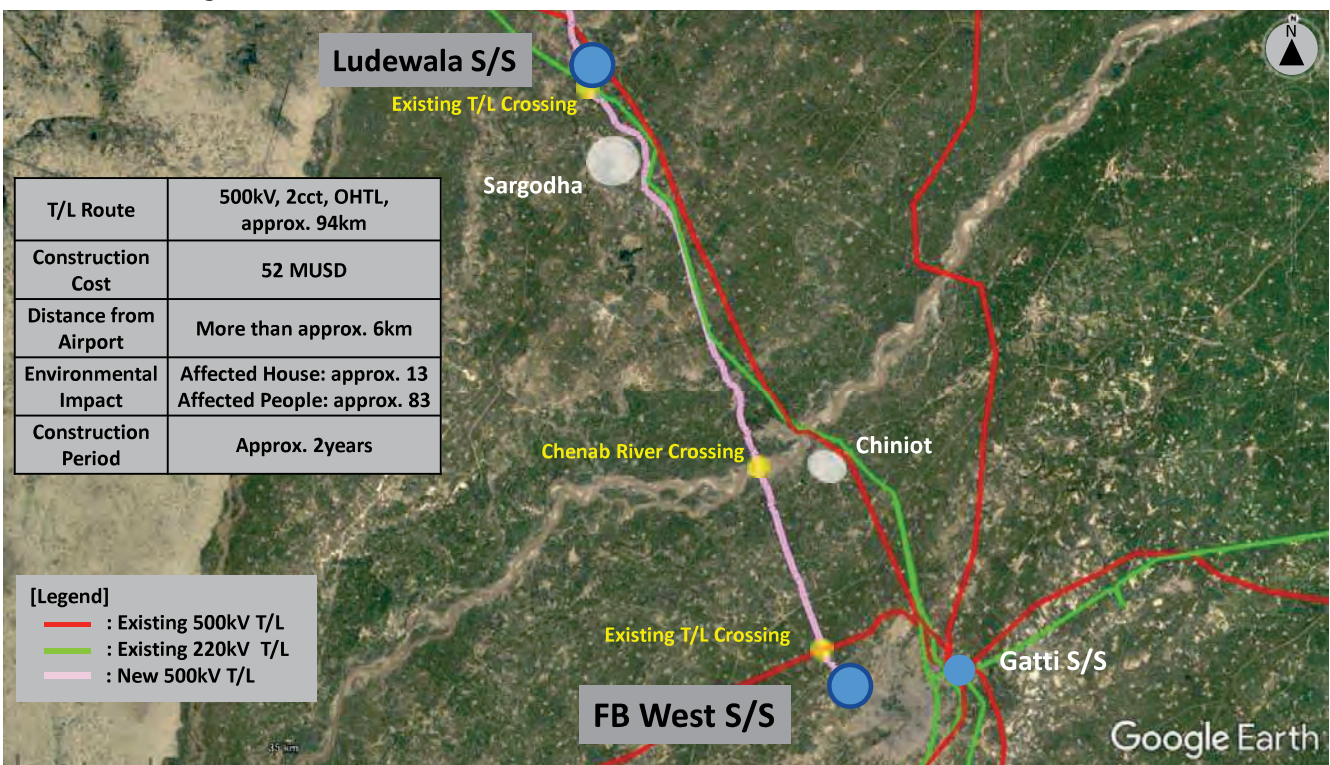 Ludewala S/S
N
Existing T/L Crossing
Sargodha
T/L Route
500kV, 2cct, OHTL,
approx. 94km
Construction
Cost
52 MUSD
Distance from
Airport
More than approx. 6km
Environmental
Impact
Affected House: approx. 13
Affected People: approx. 83
Construction
Period
Approx. 2years
Chenab River Crossing
Chiniot
[Legend]
: Existing 500kV T/L
: Existing 220kV T/L
: New 500kV T/L
Existing T/L Crossing
Gatti S/S
FB West S/S
35 km
Google Earth